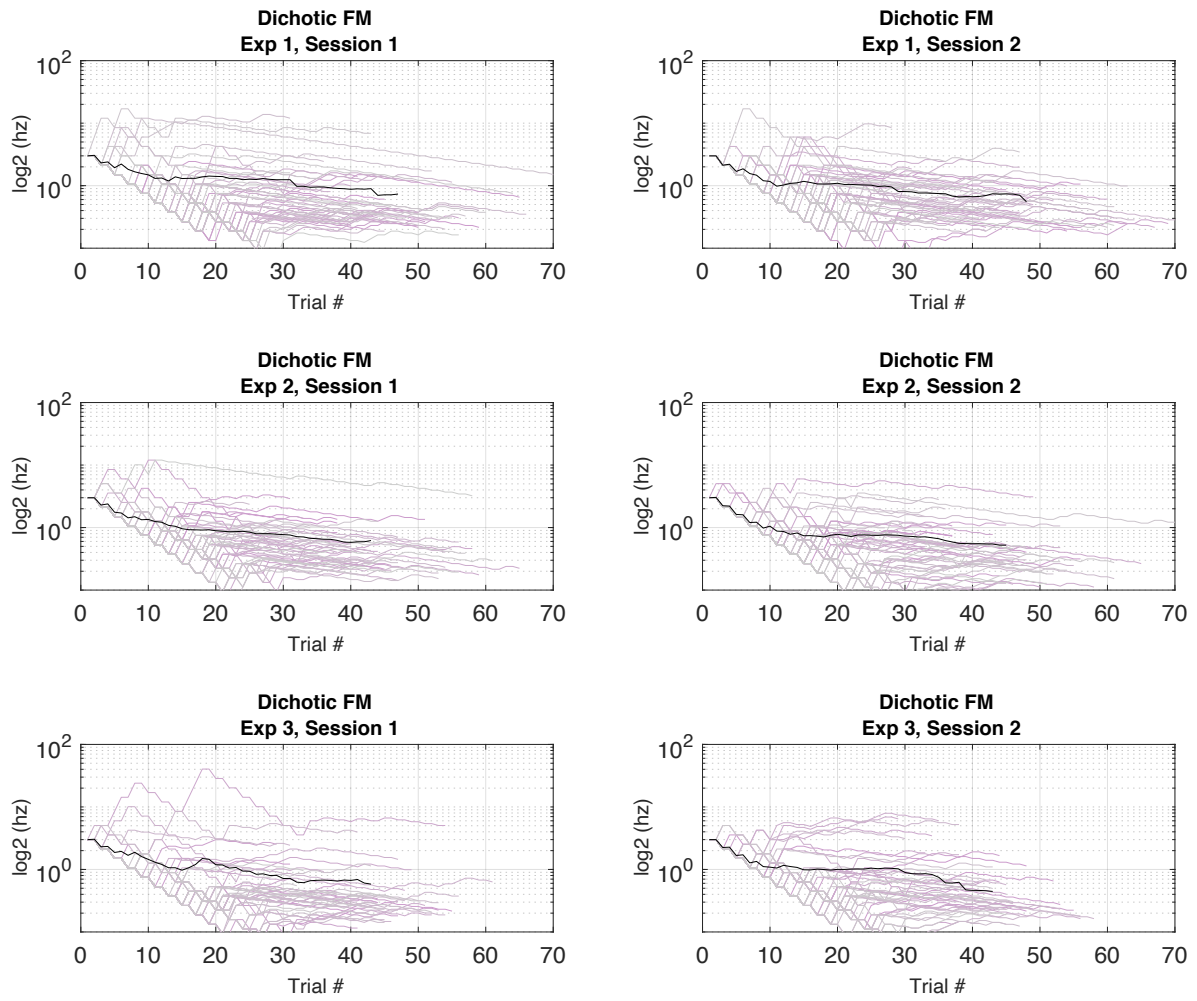 Dichotic FM
Exp 1, Session 1
10^2
10^0
log2 (hz)
0 10 20 30 40 50 60 70
Trial #
Dichotic FM
Exp 1, Session 2
10^2
10^0
log2 (hz)
0 10 20 30 40 50 60 70
Trial #
Dichotic FM
Exp 2, Session 1
10^2
10^0
log2 (hz)
0 10 20 30 40 50 60 70
Trial #
Dichotic FM
Exp 2, Session 2
10^2
10^0
log2 (hz)
0 10 20 30 40 50 60 70
Trial #
Dichotic FM
Exp 3, Session 1
10^2
10^0
log2 (hz)
0 10 20 30 40 50 60 70
Trial #
Dichotic FM
Exp 3, Session 2
10^2
10^0
log2 (hz)
0 10 20 30 40 50 60 70
Trial #